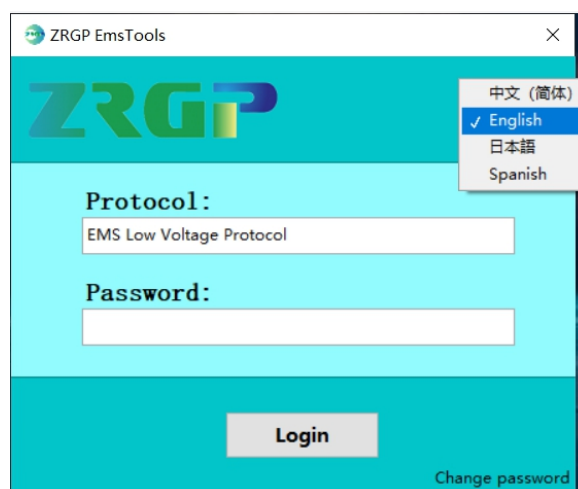 ZRGP EmsTools
ZRGP
中文 (简体)
✓ English
日本語
Spanish
Protocol:
EMS Low Voltage Protocol
Password:
Login
Change password